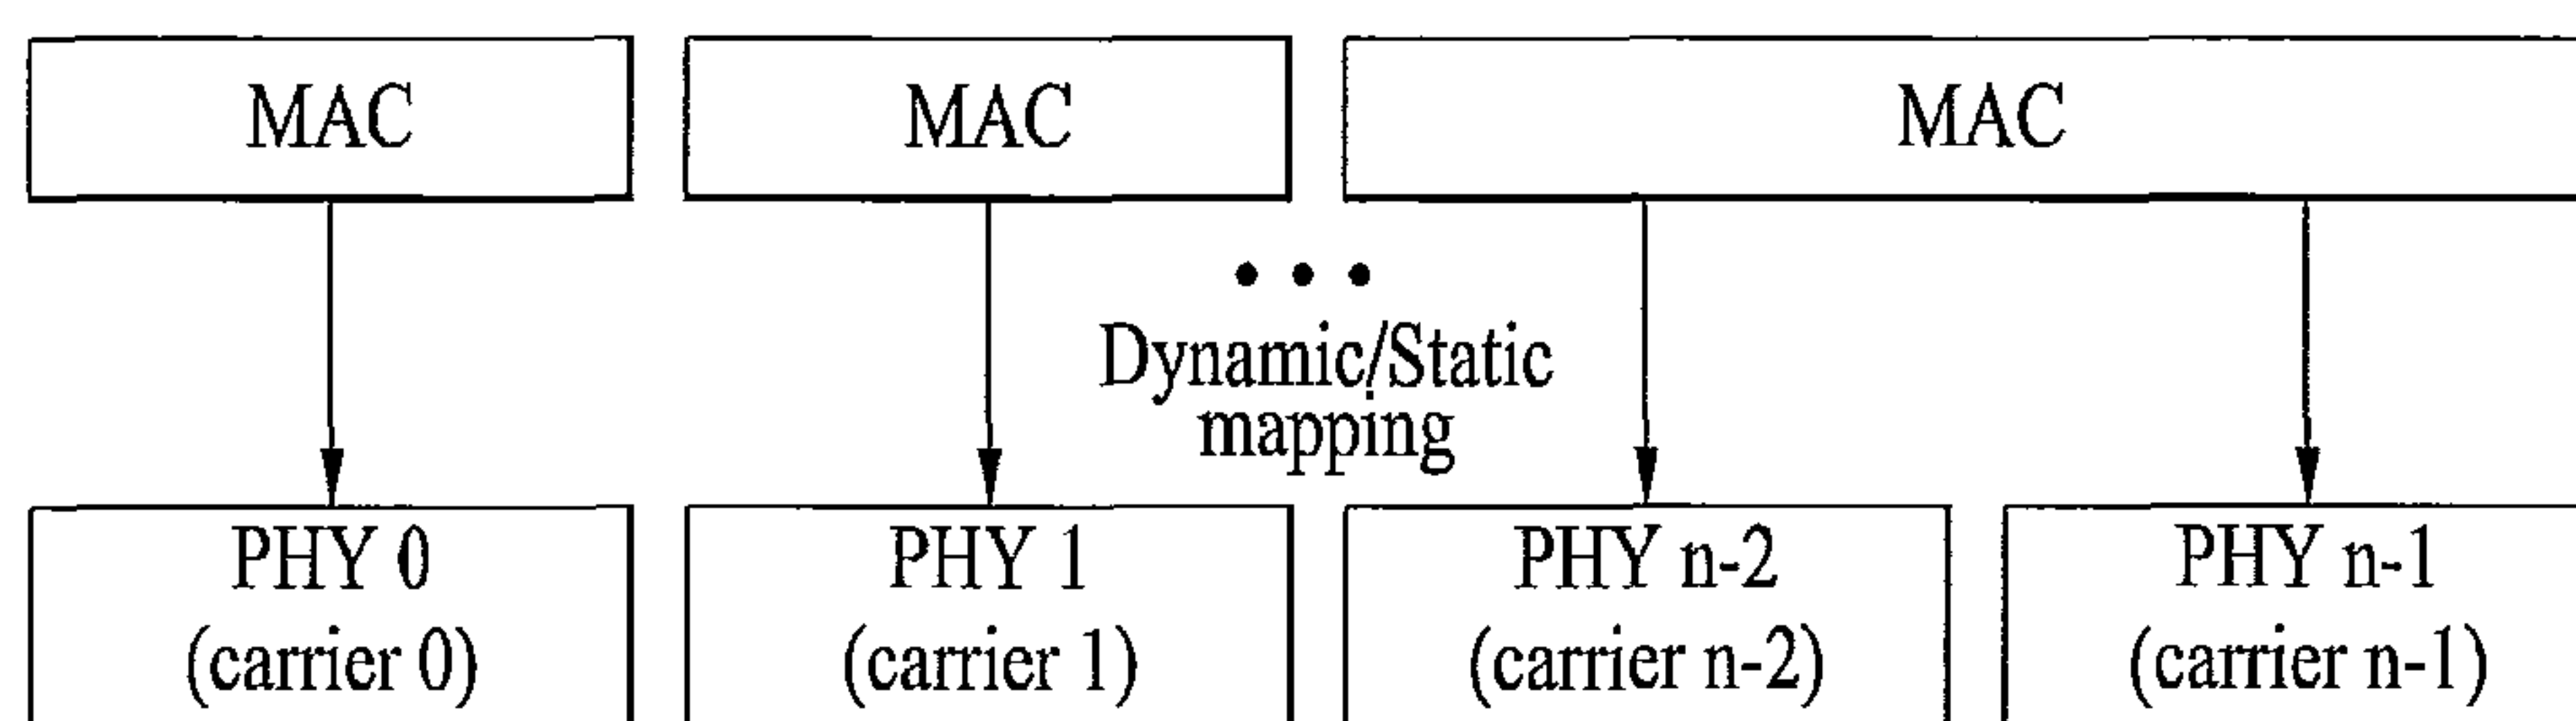 MAC
MAC
MAC
• • •
Dynamic/Static
mapping
PHY 0
(carrier 0)
PHY 1
(carrier 1)
PHY n-2
(carrier n-2)
PHY n-1
(carrier n-1)